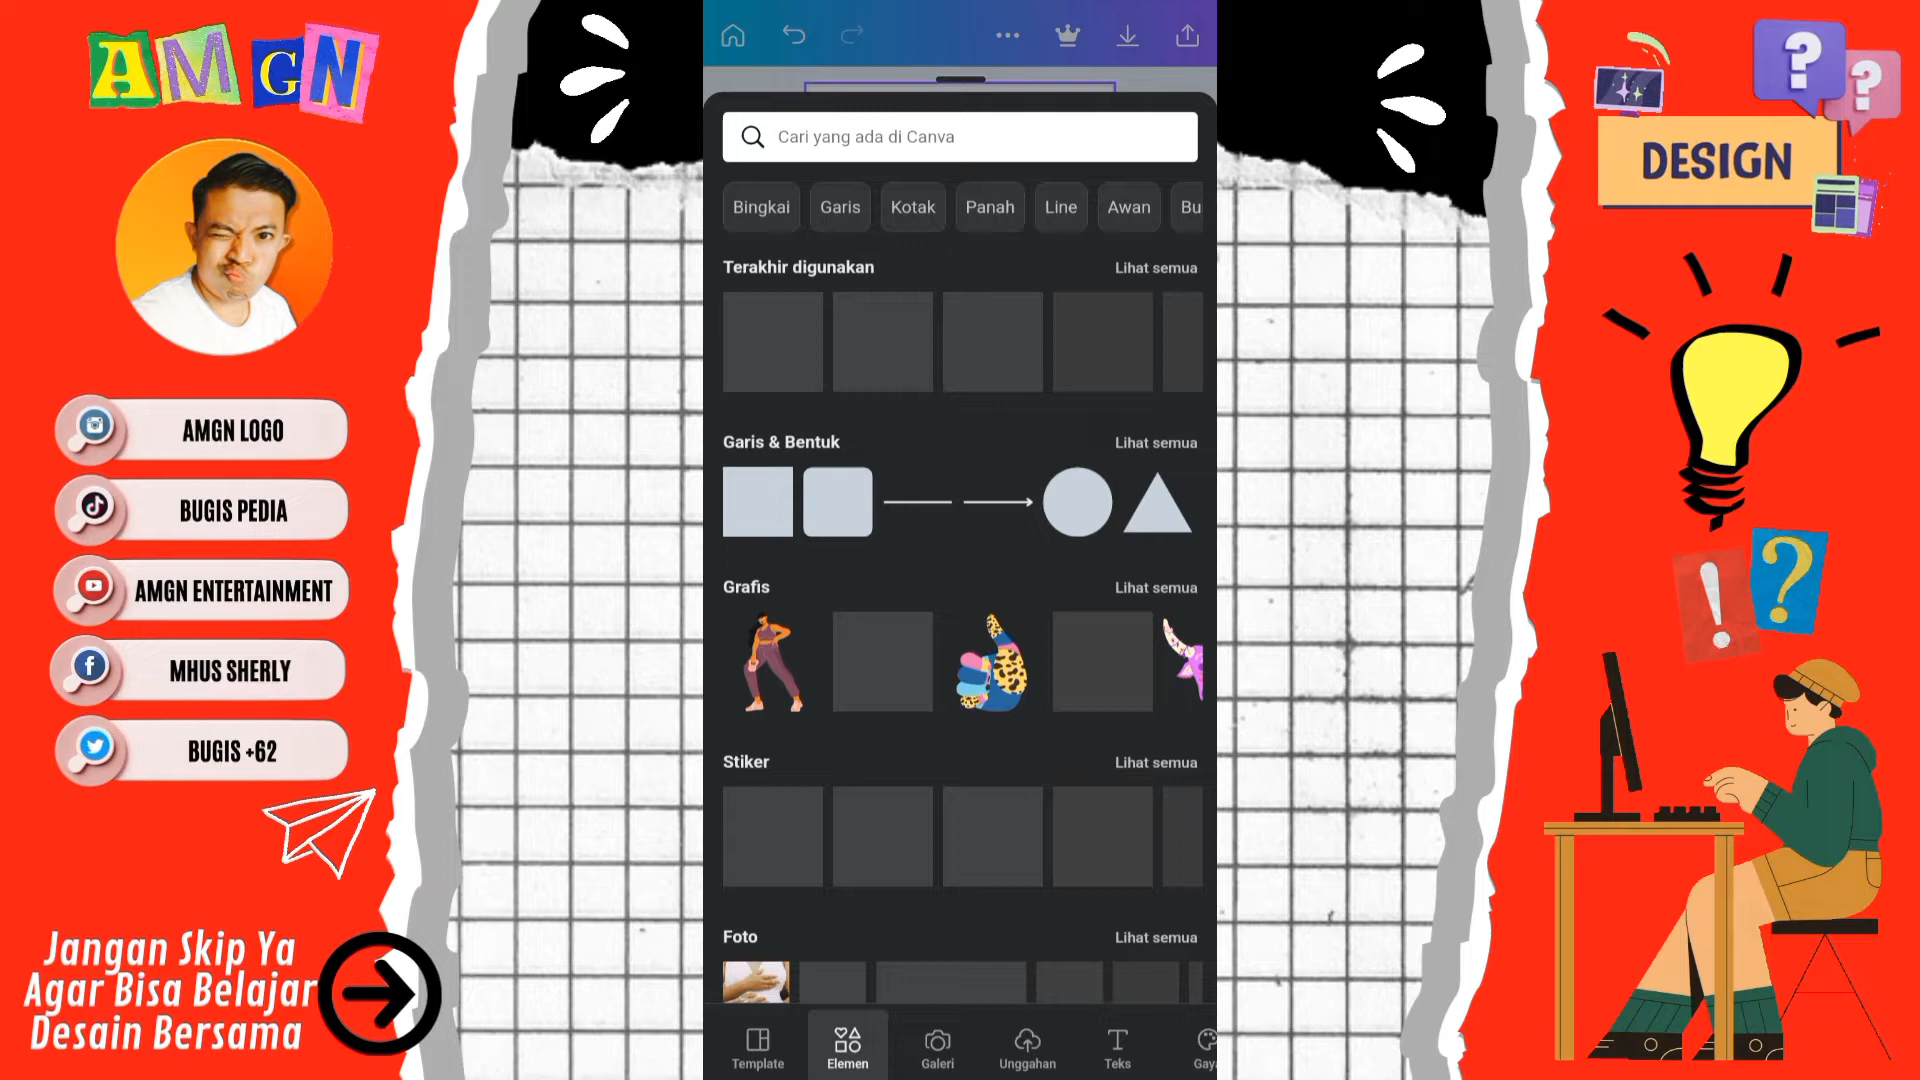 AMGN
AMGN LOGO
BUGIS PEDIA
AMGN ENTERTAINMENT
MHUS SHERLY
BUGIS +62
Jangan Skip Ya
Agar Bisa Belajar
Desain Bersama
Cari yang ada di Canva
Bingkai Garis Kotak Panah Line Awan Bu
Terakhir digunakan Lihat semua
Garis & Bentuk Lihat semua
Grafis Lihat semua
Stiker Lihat semua
Foto Lihat semua
Template Elemen Galeri Unggahan Teks Gaya
? ?
DESIGN
! ?